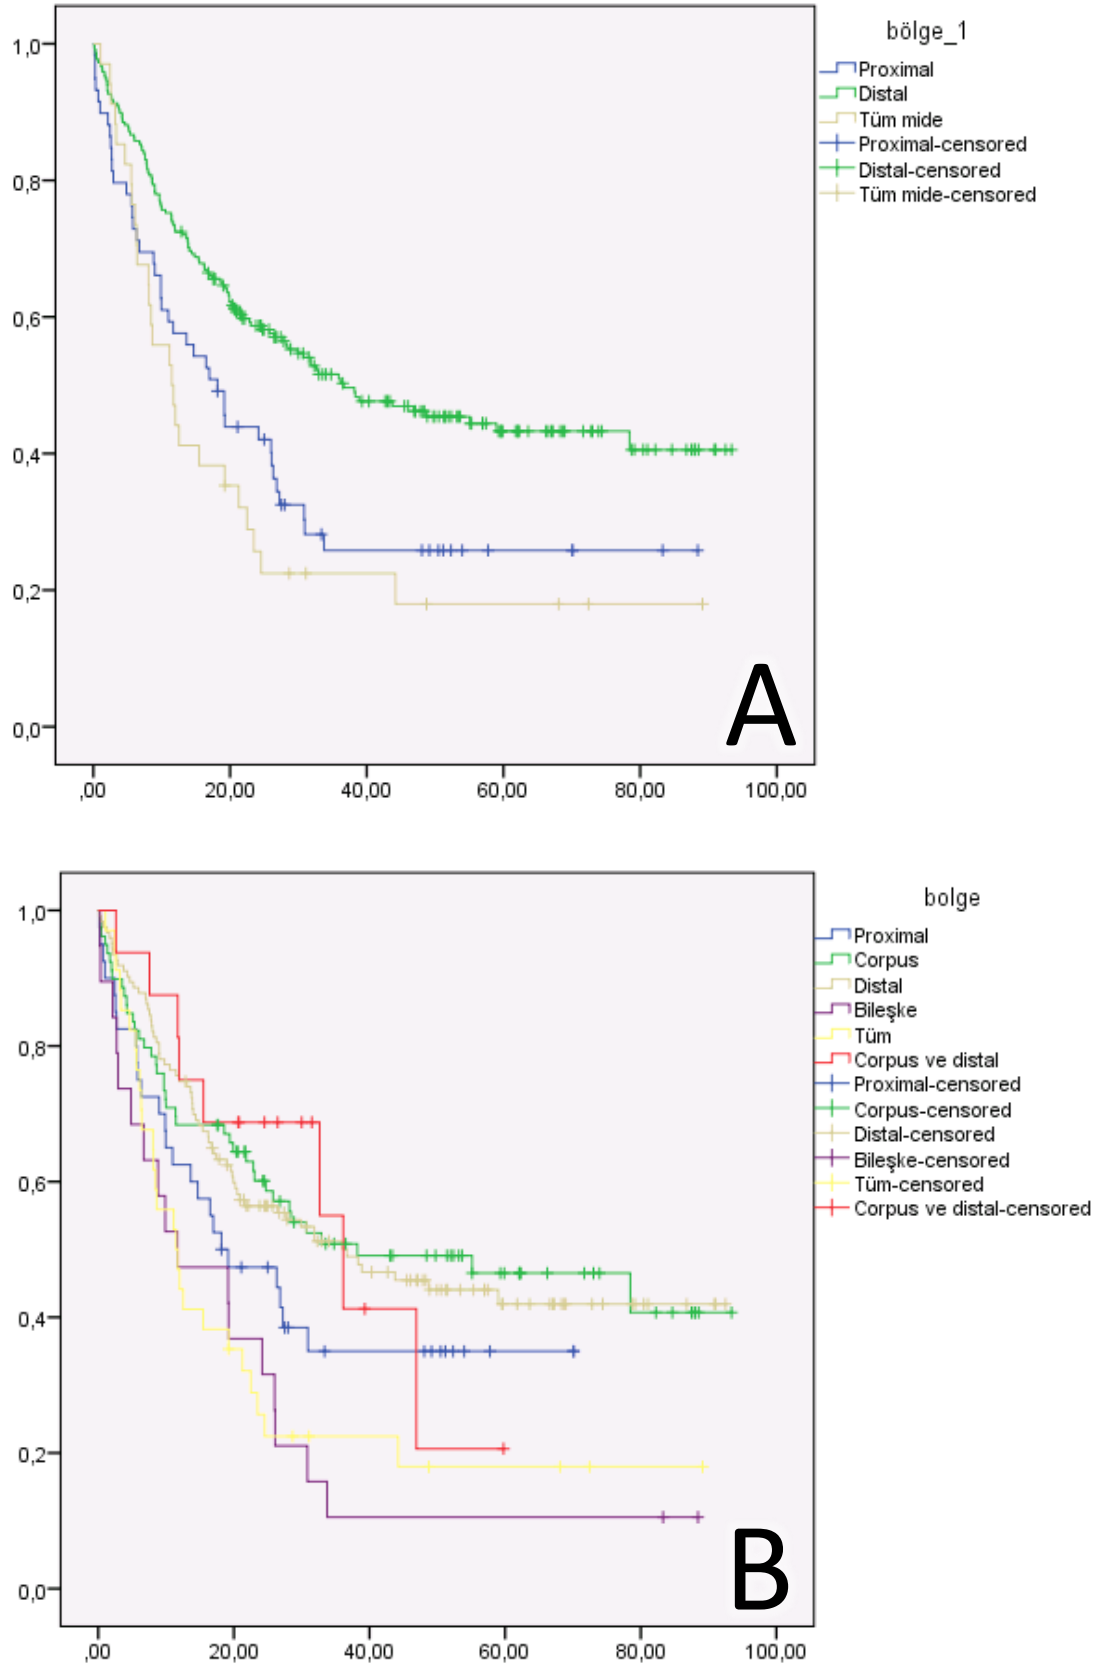 bölge_1
Proximal
Distal
Tüm mide
Proximal-censored
Distal-censored
Tüm mide-censored
1,0
0,8
0,6
0,4
0,2
0,0
A
,00 20,00 40,00 60,00 80,00 100,00
bolge
Proximal
Corpus
Distal
Bileşke
Tüm
Corpus ve distal
Proximal-censored
Corpus-censored
Distal-censored
Bileşke-censored
Tüm-censored
Corpus ve distal-censored
1,0
0,8
0,6
0,4
0,2
0,0
B
,00 20,00 40,00 60,00 80,00 100,00